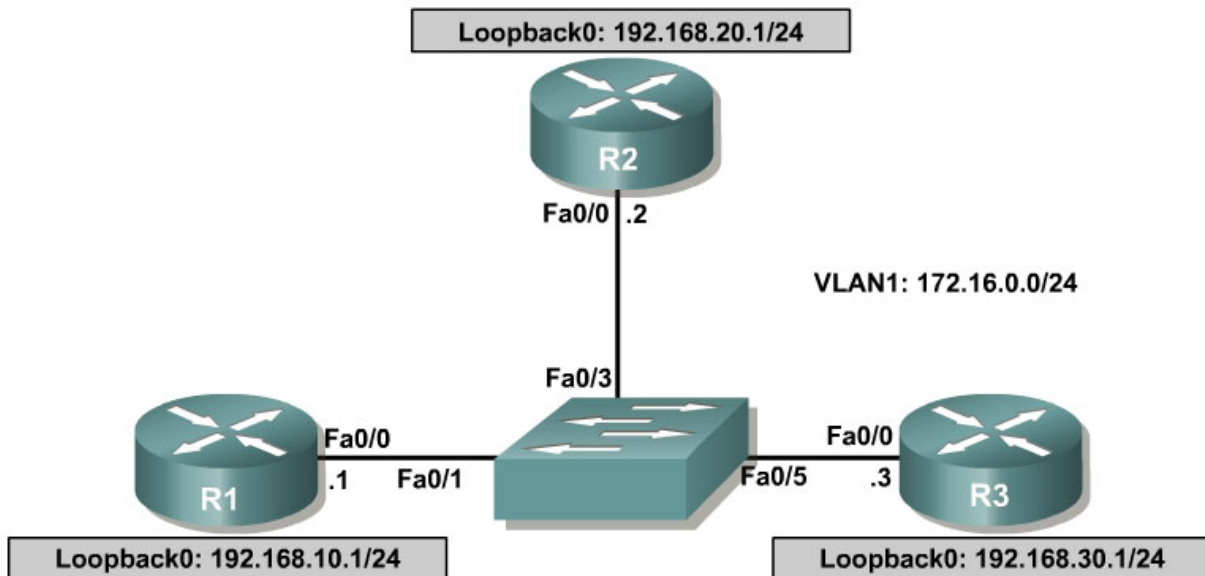 Loopback0: 192.168.20.1/24
R2
Fa0/0 .2
VLAN1: 172.16.0.0/24
Fa0/3
Fa0/0
Fa0/0
R1
.1
Fa0/1
Fa0/5
.3
R3
Loopback0: 192.168.10.1/24
Loopback0: 192.168.30.1/24